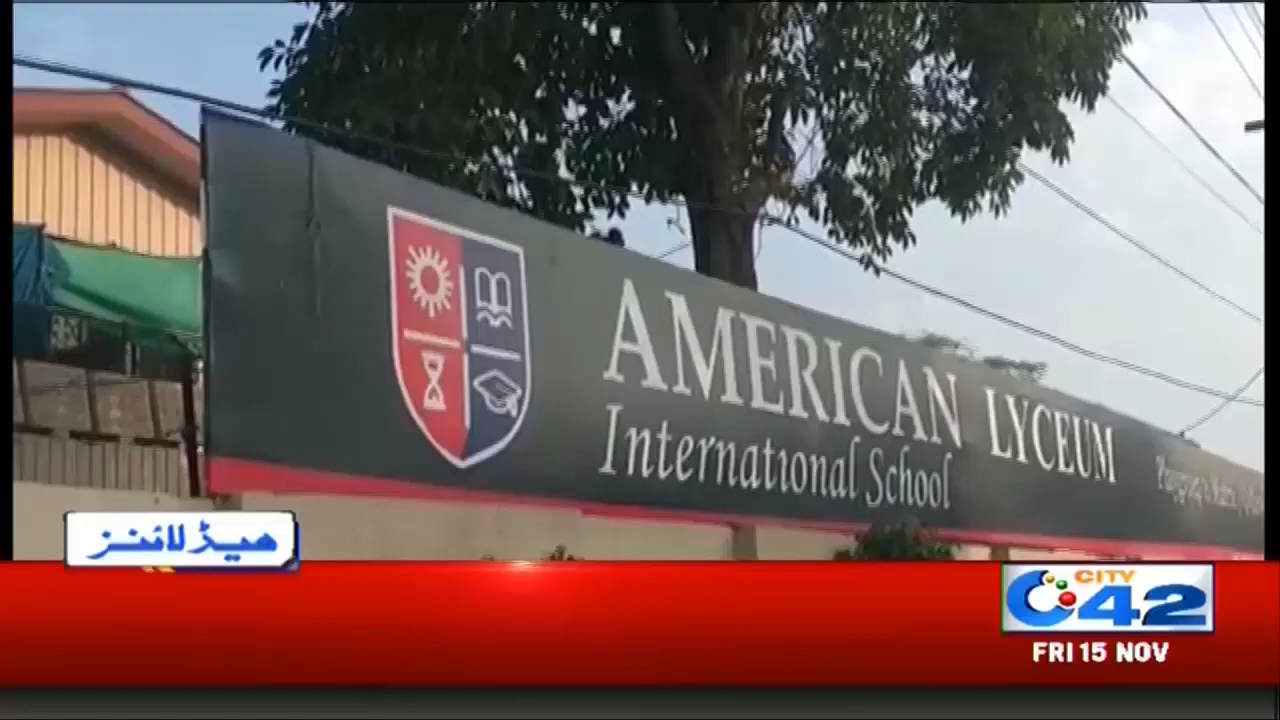 AMERICAN LYCEUM
International School
ہیڈلائنز
CITY
42
FRI 15 NOV